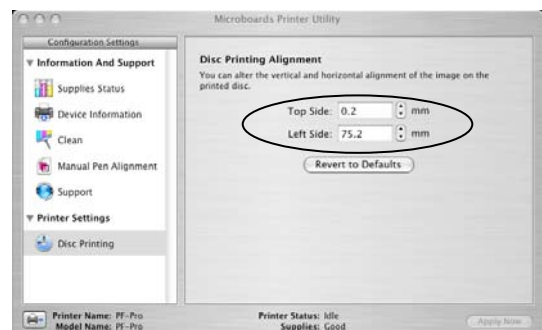 Microboards Printer Utility
Configuration Settings
Information And Support
Supplies Status
Device Information
Clean
Manual Pen Alignment
Support
Printer Settings
Disc Printing
Disc Printing Alignment
You can alter the vertical and horizontal alignment of the image on the
printed disc.
Top Side: 0.2 mm
Left Side: 75.2 mm
Revert to Defaults
Printer Name: PF-Pro
Model Name: PF-Pro
Printer Status: Idle
Supplies: Good
Apply Now